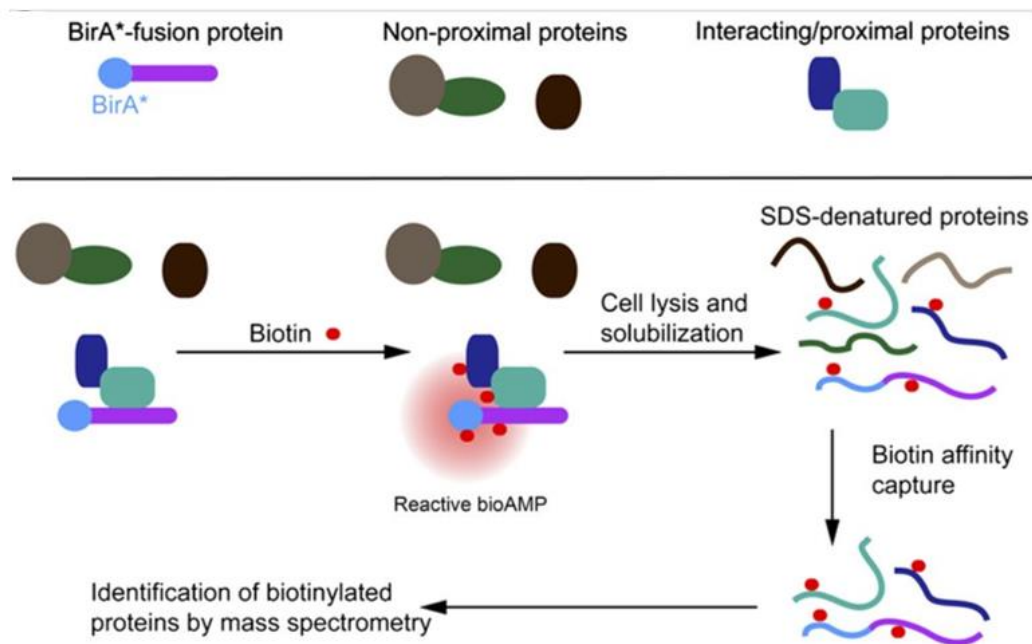 BirA*-fusion protein
Non-proximal proteins
Interacting/proximal proteins
BirA*
SDS-denatured proteins
Biotin
Cell lysis and
solubilization
Reactive bioAMP
Biotin affinity
capture
Identification of biotinylated
proteins by mass spectrometry